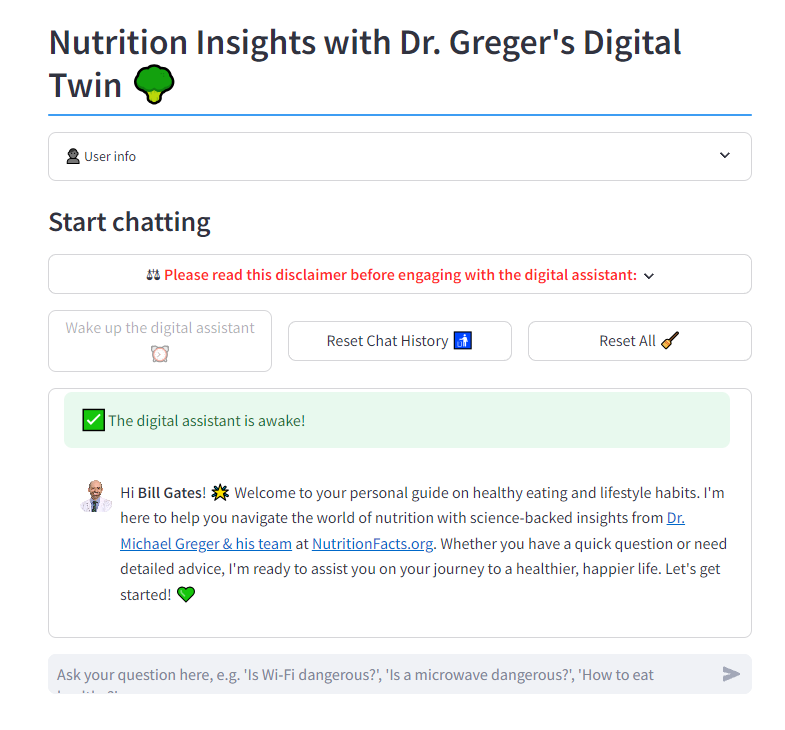 Nutrition Insights with Dr. Greger's Digital
Twin 🥦
User info
Start chatting
⚖️ Please read this disclaimer before engaging with the digital assistant:
Wake up the digital assistant
⏰
Reset Chat History 🚮
Reset All 🧹
✅ The digital assistant is awake!
Hi Bill Gates! 🌟 Welcome to your personal guide on healthy eating and lifestyle habits. I'm
here to help you navigate the world of nutrition with science-backed insights from Dr.
Michael Greger & his team at NutritionFacts.org. Whether you have a quick question or need
detailed advice, I'm ready to assist you on your journey to a healthier, happier life. Let's get
started! 💚
Ask your question here, e.g. 'Is Wi-Fi dangerous?', 'Is a microwave dangerous?', 'How to eat